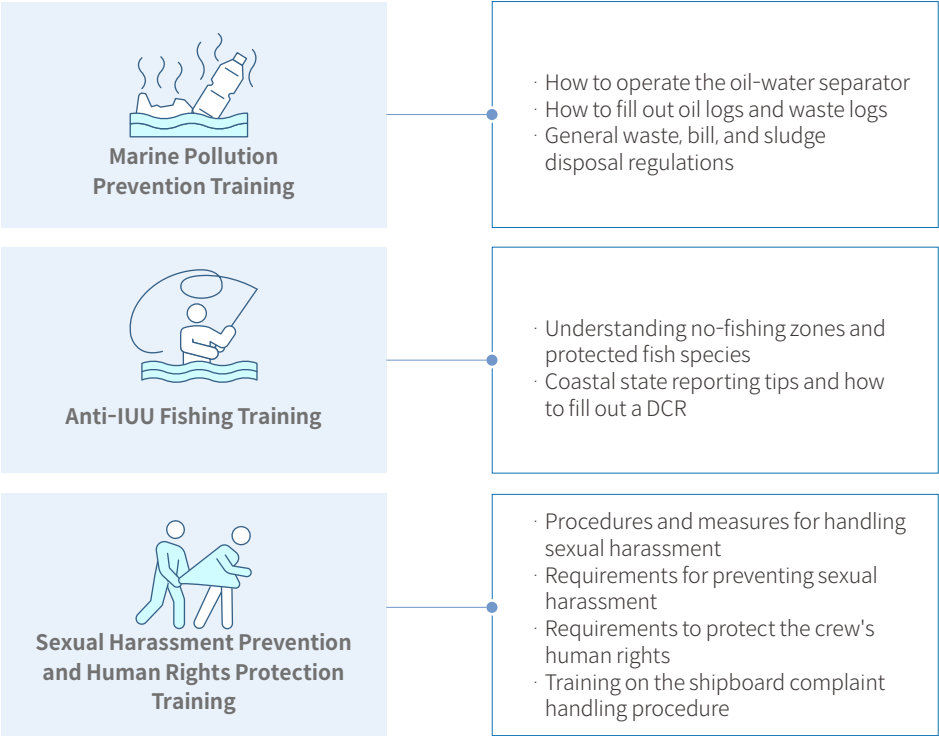 Marine Pollution
Prevention Training
· How to operate the oil-water separator
· How to fill out oil logs and waste logs
· General waste, bill, and sludge
disposal regulations
Anti-IUU Fishing Training
· Understanding no-fishing zones and
protected fish species
· Coastal state reporting tips and how
to fill out a DCR
Sexual Harassment Prevention
and Human Rights Protection
Training
· Procedures and measures for handling
sexual harassment
· Requirements for preventing sexual
harassment
· Requirements to protect the crew's
human rights
· Training on the shipboard complaint
handling procedure